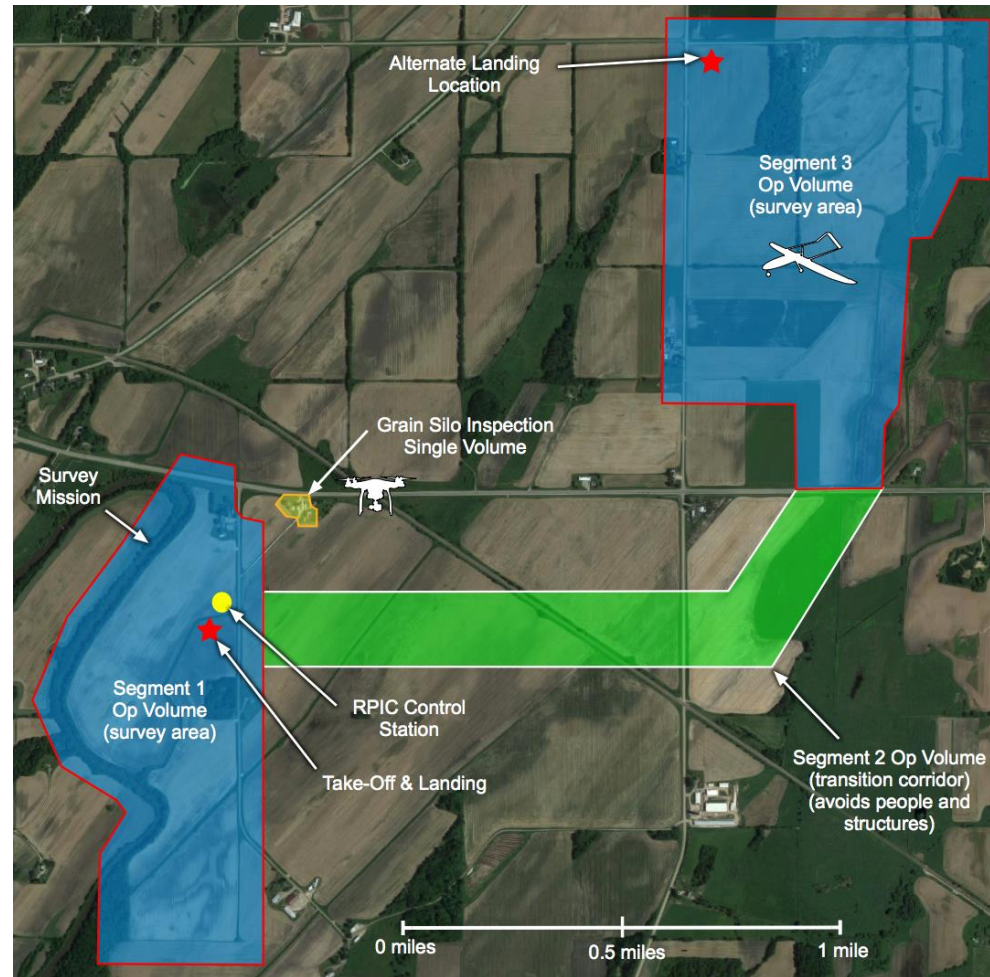 Alternate Landing
Location
Segment 3
Op Volume
(survey area)
Grain Silo Inspection
Single Volume
Survey
Mission
Segment 1
Op Volume
(survey area)
RPIC Control
Station
Take-Off & Landing
Segment 2 Op Volume
(transition corridor)
(avoids people and
structures)
0 miles
0.5 miles
1 mile